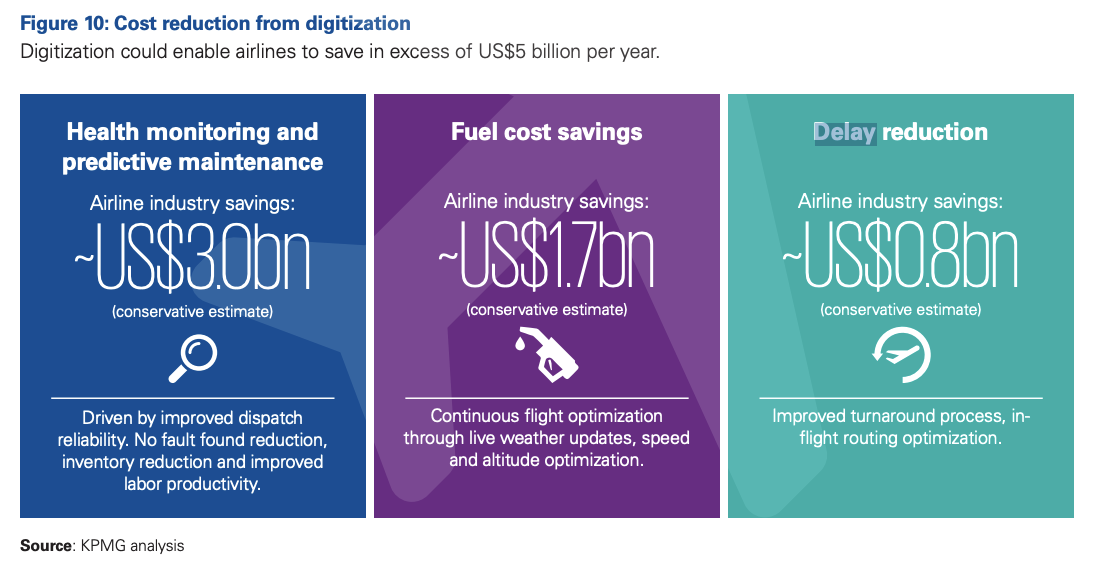 Figure 10: Cost reduction from digitization
Digitization could enable airlines to save in excess of US$5 billion per year.
Health monitoring and
predictive maintenance
Airline industry savings:
~US$3.0bn
(conservative estimate)
Driven by improved dispatch
reliability. No fault found reduction,
inventory reduction and improved
labor productivity.
Fuel cost savings
Airline industry savings:
~US$1.7bn
(conservative estimate)
Continuous flight optimization
through live weather updates, speed
and altitude optimization.
Delay reduction
Airline industry savings:
~US$0.8bn
(conservative estimate)
Improved turnaround process, in-
flight routing optimization.
Source: KPMG analysis